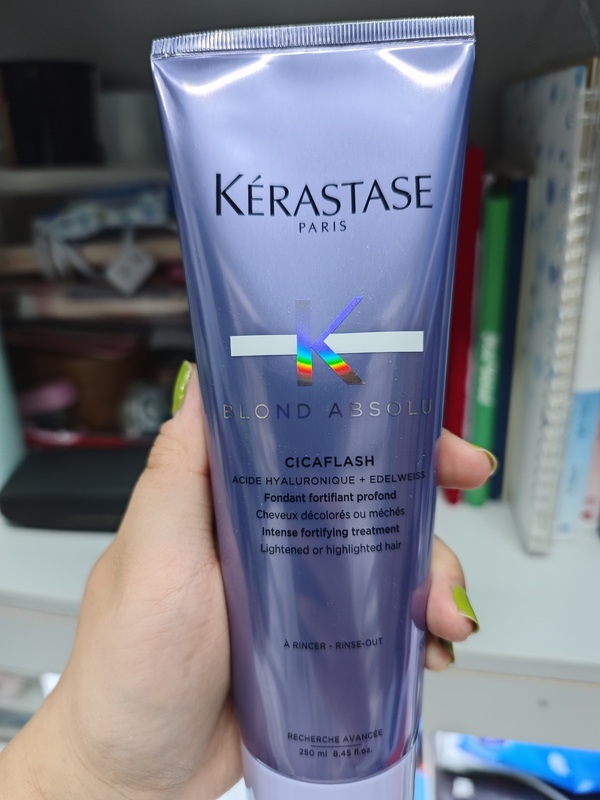 KÉRASTASE
PARIS
K
BLOND ABSOLU
CICAFLASH
ACIDE HYALURONIQUE + EDELWEISS
Fondant fortifiant profond
Cheveux décolorés ou méchés
Intense fortifying treatment
Lightened or highlighted hair
À RINCER - RINSE-OUT
RECHERCHE AVANCÉE
250 ml 8.45 fl.oz.